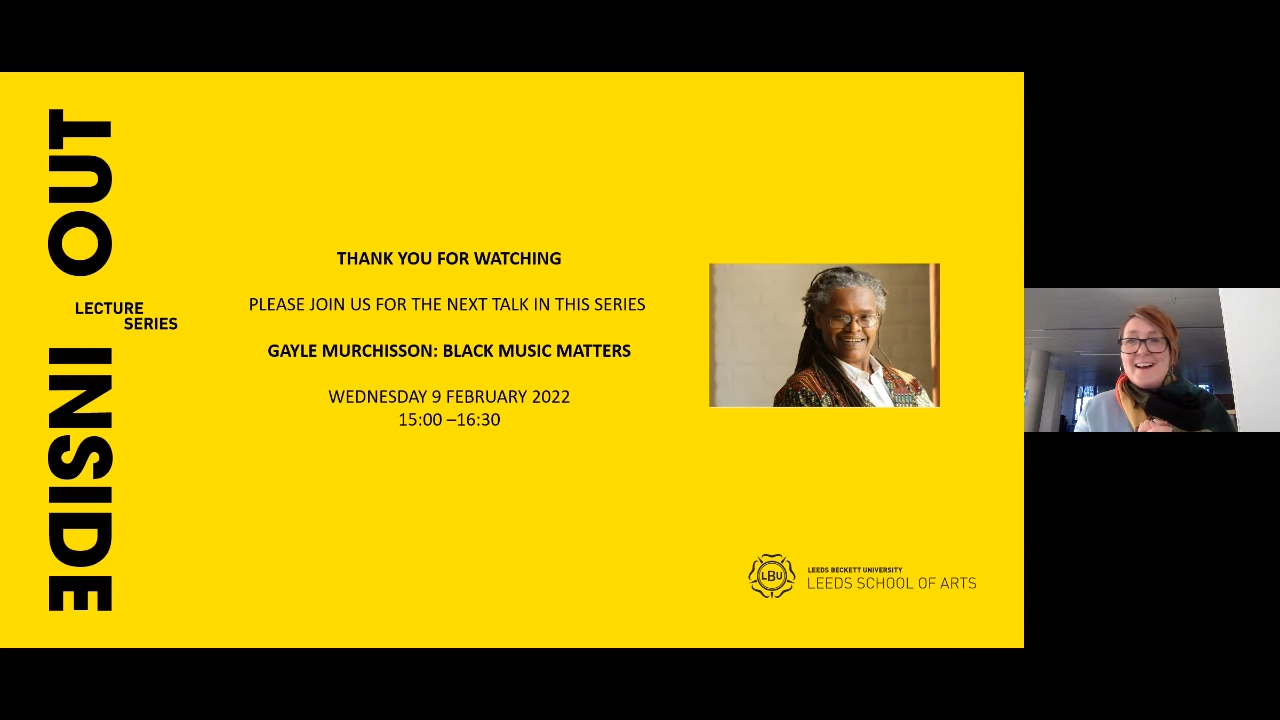 INSIDE OUT
LECTURE
SERIES
THANK YOU FOR WATCHING
PLEASE JOIN US FOR THE NEXT TALK IN THIS SERIES
GAYLE MURCHISSON: BLACK MUSIC MATTERS
WEDNESDAY 9 FEBRUARY 2022
15:00 –16:30
LBU
LEEDS BECKETT UNIVERSITY
LEEDS SCHOOL OF ARTS